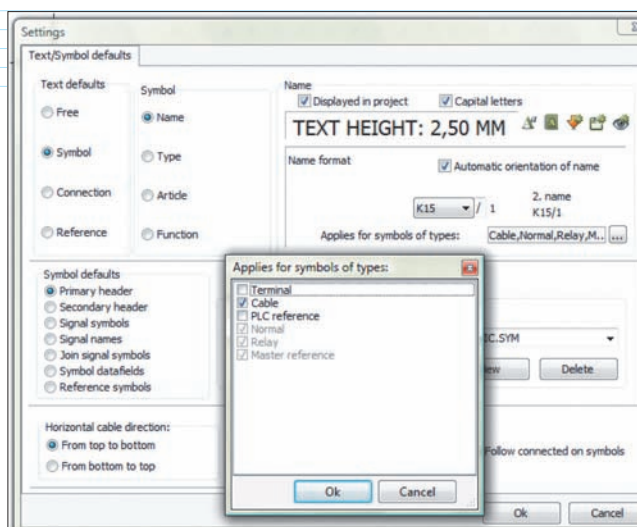 Settings
Text/Symbol defaults
Text defaults
Free
Symbol
Connection
Reference
Symbol
Name
Type
Article
Function
Name
Displayed in project
Capital letters
TEXT HEIGHT: 2,50 MM
Name format
Automatic orientation of name
K15
/ 1
2. name
K15/1
Applies for symbols of types:
Cable,Normal,Relay,M..
...
Symbol defaults
Primary header
Secondary header
Signal symbols
Signal names
Join signal symbols
Symbol datafields
Reference symbols
Applies for symbols of types:
Terminal
Cable
PLC reference
Normal
Relay
Master reference
Ok
Cancel
IC.SYM
Delete
Horizontal cable direction:
From top to bottom
From bottom to top
Follow connected on symbols
Ok
Cancel